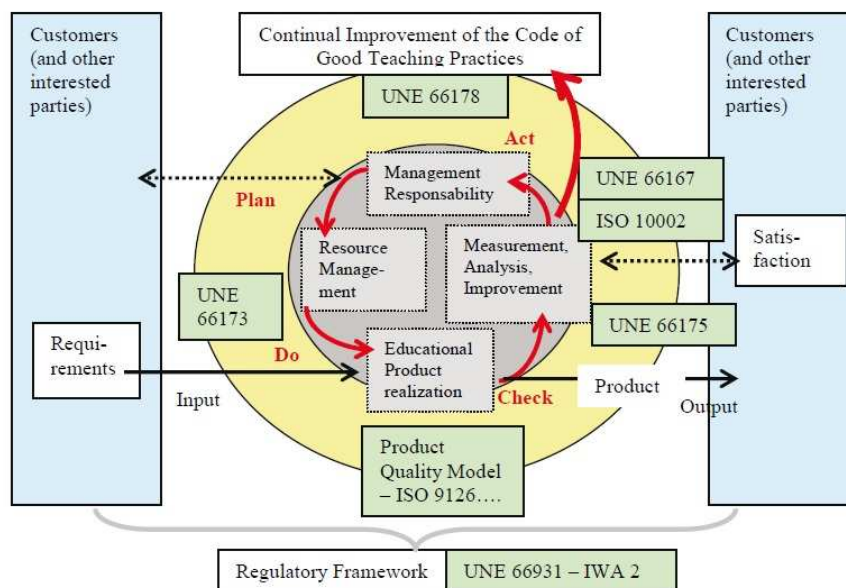 Customers
(and other
interested
parties)
Continual Improvement of the Code of
Good Teaching Practices
Customers
(and other
interested
parties)
UNE 66178
Act
Plan
Management
Responsability
UNE 66167
ISO 10002
Resource
Manage-
ment
Measurement,
Analysis,
Improvement
Satis-
faction
UNE
66173
UNE 66175
Requi-
rements
Do
Educational
Product
realization
Input
Check
Product
Output
Product
Quality Model
– ISO 9126….
Regulatory Framework
UNE 66931 – IWA 2